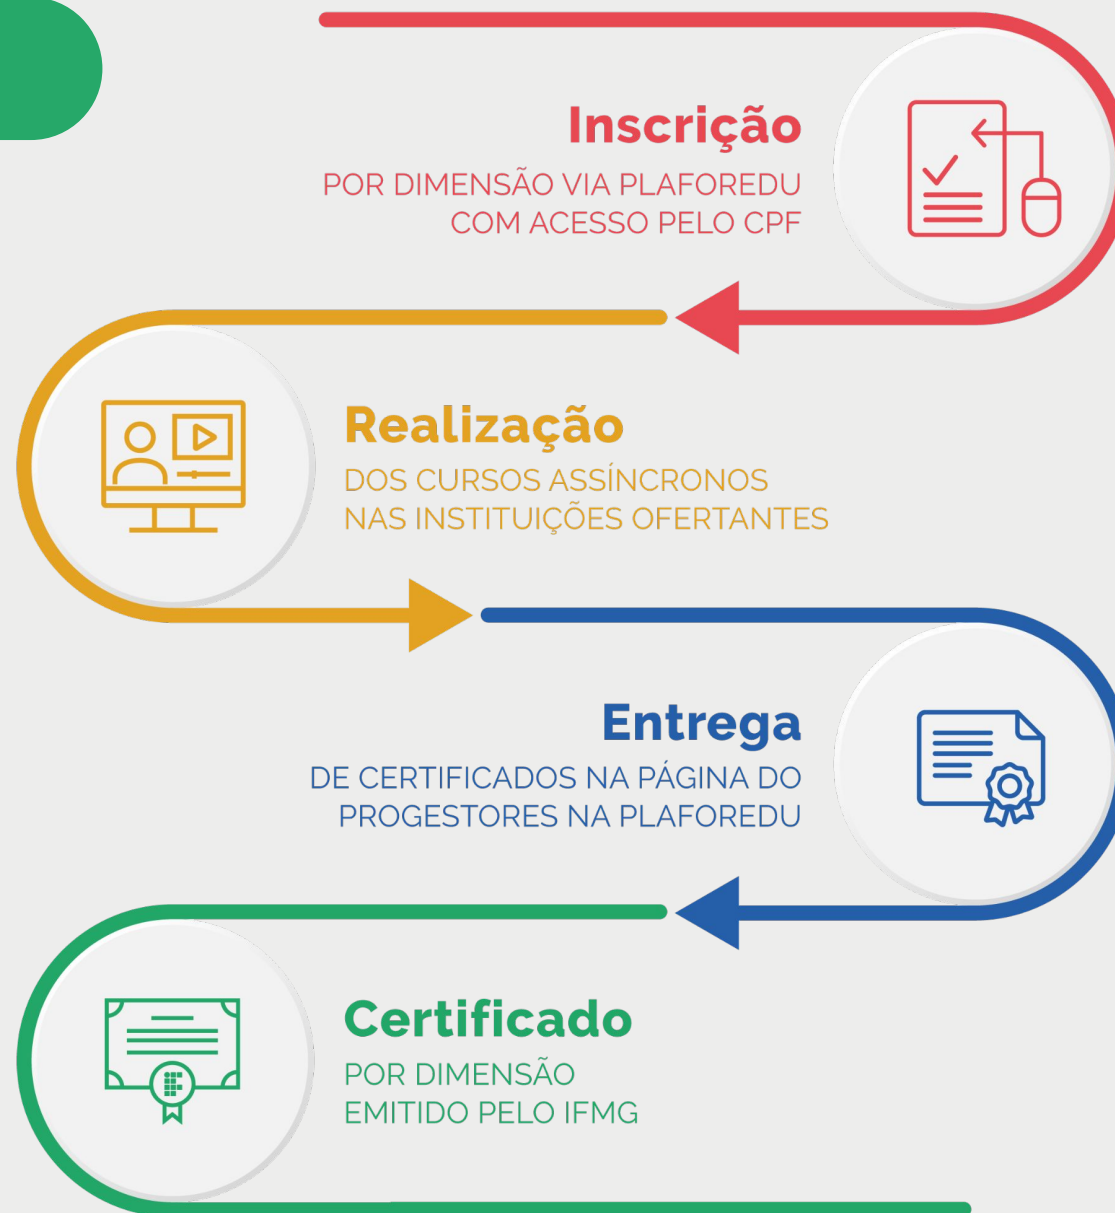 Inscrição
POR DIMENSÃO VIA PLAFOREDU
COM ACESSO PELO CPF
Realização
DOS CURSOS ASSÍNCRONOS
NAS INSTITUIÇÕES OFERTANTES
Entrega
DE CERTIFICADOS NA PÁGINA DO
PROGESTORES NA PLAFOREDU
Certificado
POR DIMENSÃO
EMITIDO PELO IFMG